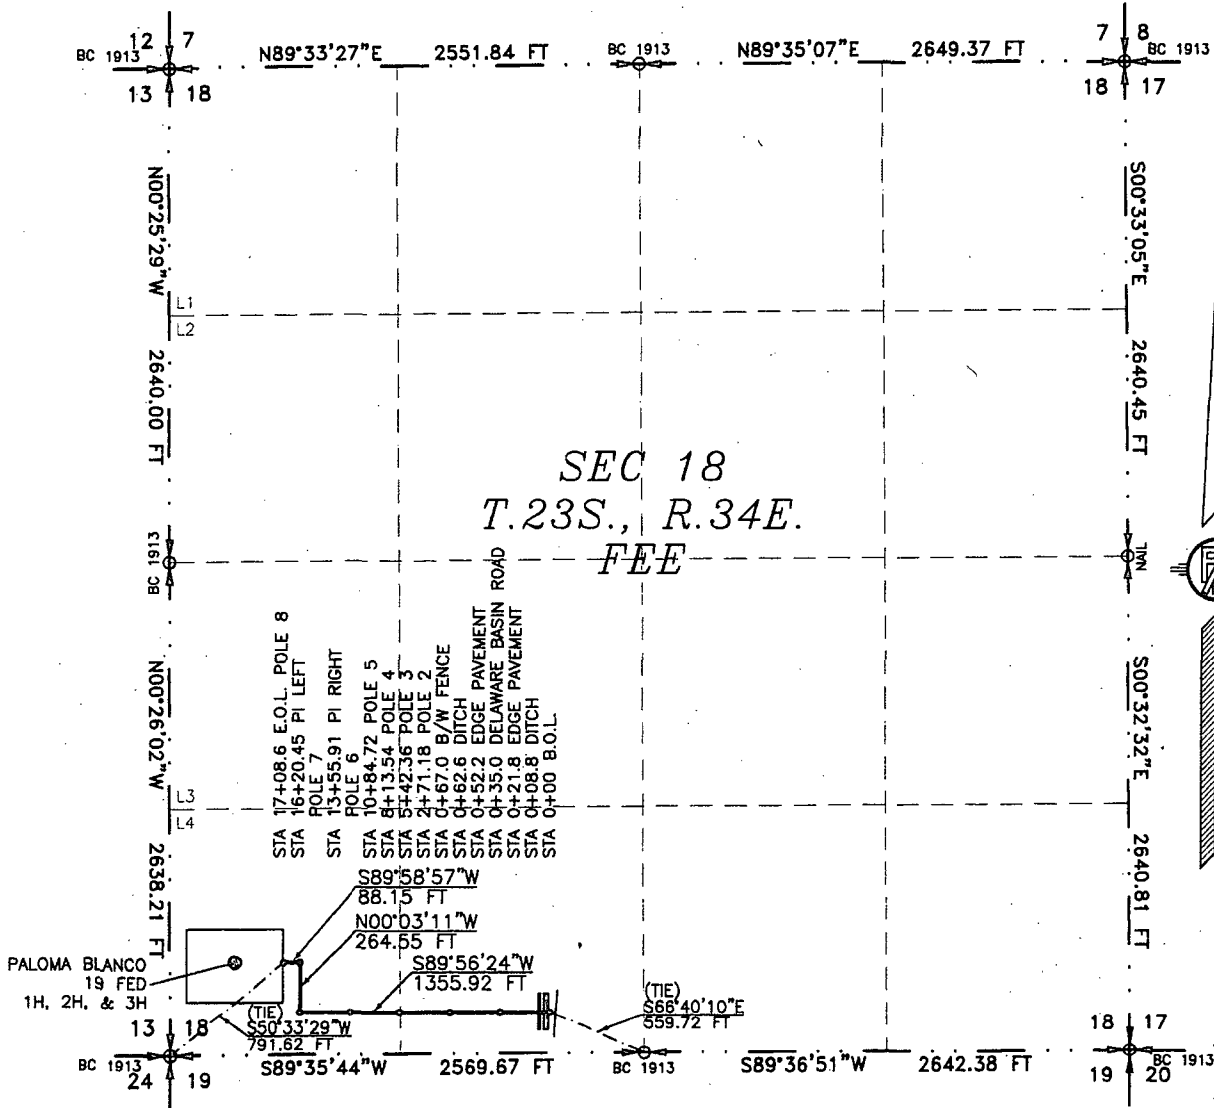 12 7
BC 1913
13 18
N89°33'27"E 2551.84 FT
BC 1913
N89°35'07"E 2649.37 FT
7 8
BC 1913
18 17
N00°25'29"W 2640.00 FT
S00°33'05"E 2640.45 FT
L1
L2
SEC 18
T.23S., R.34E.
FEE
BC 1913
NAIL
N00°26'02"W 2638.21 FT
S00°32'32"E 2640.81 FT
L3
L4
STA 17+08.6 E.O.L. POLE 8
STA 16+20.45 PI LEFT
POLE 7
STA 13+55.91 PI RIGHT
POLE 6
STA 10+84.72 POLE 5
STA 8+13.54 POLE 4
STA 5+42.36 POLE 3
STA 2+71.18 POLE 2
STA 0+67.0 B/W FENCE
STA 0+62.6 DITCH
STA 0+52.2 EDGE PAVEMENT
STA 0+35.0 DELAWARE BASIN ROAD
STA 0+21.8 EDGE PAVEMENT
STA 0+08.8 DITCH
STA 0+00 B.O.L.
S89°58'57"W
88.15 FT
N00°03'11"W
264.55 FT
S89°56'24"W
1355.92 FT
PALOMA BLANCO
19 FED
1H, 2H, & 3H
(TIE)
S50°33'29"W
791.62 FT
(TIE)
S66°40'10"E
559.72 FT
13 18
BC 1913
24 19
S89°35'44"W 2569.67 FT
BC 1913
S89°36'51"W 2642.38 FT
18 17
BC 1913
19 20